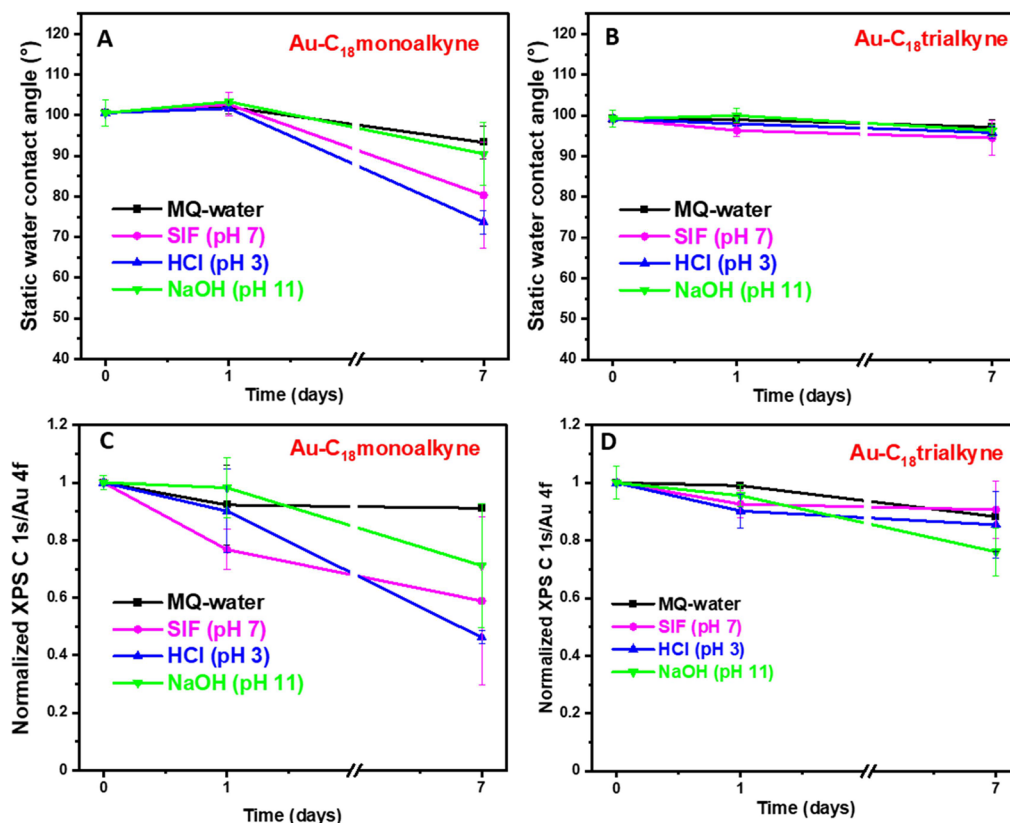 A
Au-C₁₈monoalkyne
Static water contact angle (°)
120
110
100
90
80
70
60
50
40
MQ-water
SIF (pH 7)
HCl (pH 3)
NaOH (pH 11)
0
1
7
Time (days)
B
Au-C₁₈trialkyne
Static water contact angle (°)
120
110
100
90
80
70
60
50
40
MQ-water
SIF (pH 7)
HCl (pH 3)
NaOH (pH 11)
0
1
7
Time (days)
C
Au-C₁₈monoalkyne
Normalized XPS C 1s/Au 4f
1.2
1
0.8
0.6
0.4
0.2
0
MQ-water
SIF (pH 7)
HCl (pH 3)
NaOH (pH 11)
0
1
7
Time (days)
D
Au-C₁₈trialkyne
Normalized XPS C 1s/Au 4f
1.2
1
0.8
0.6
0.4
0.2
0
MQ-water
SIF (pH 7)
HCl (pH 3)
NaOH (pH 11)
0
1
7
Time (days)